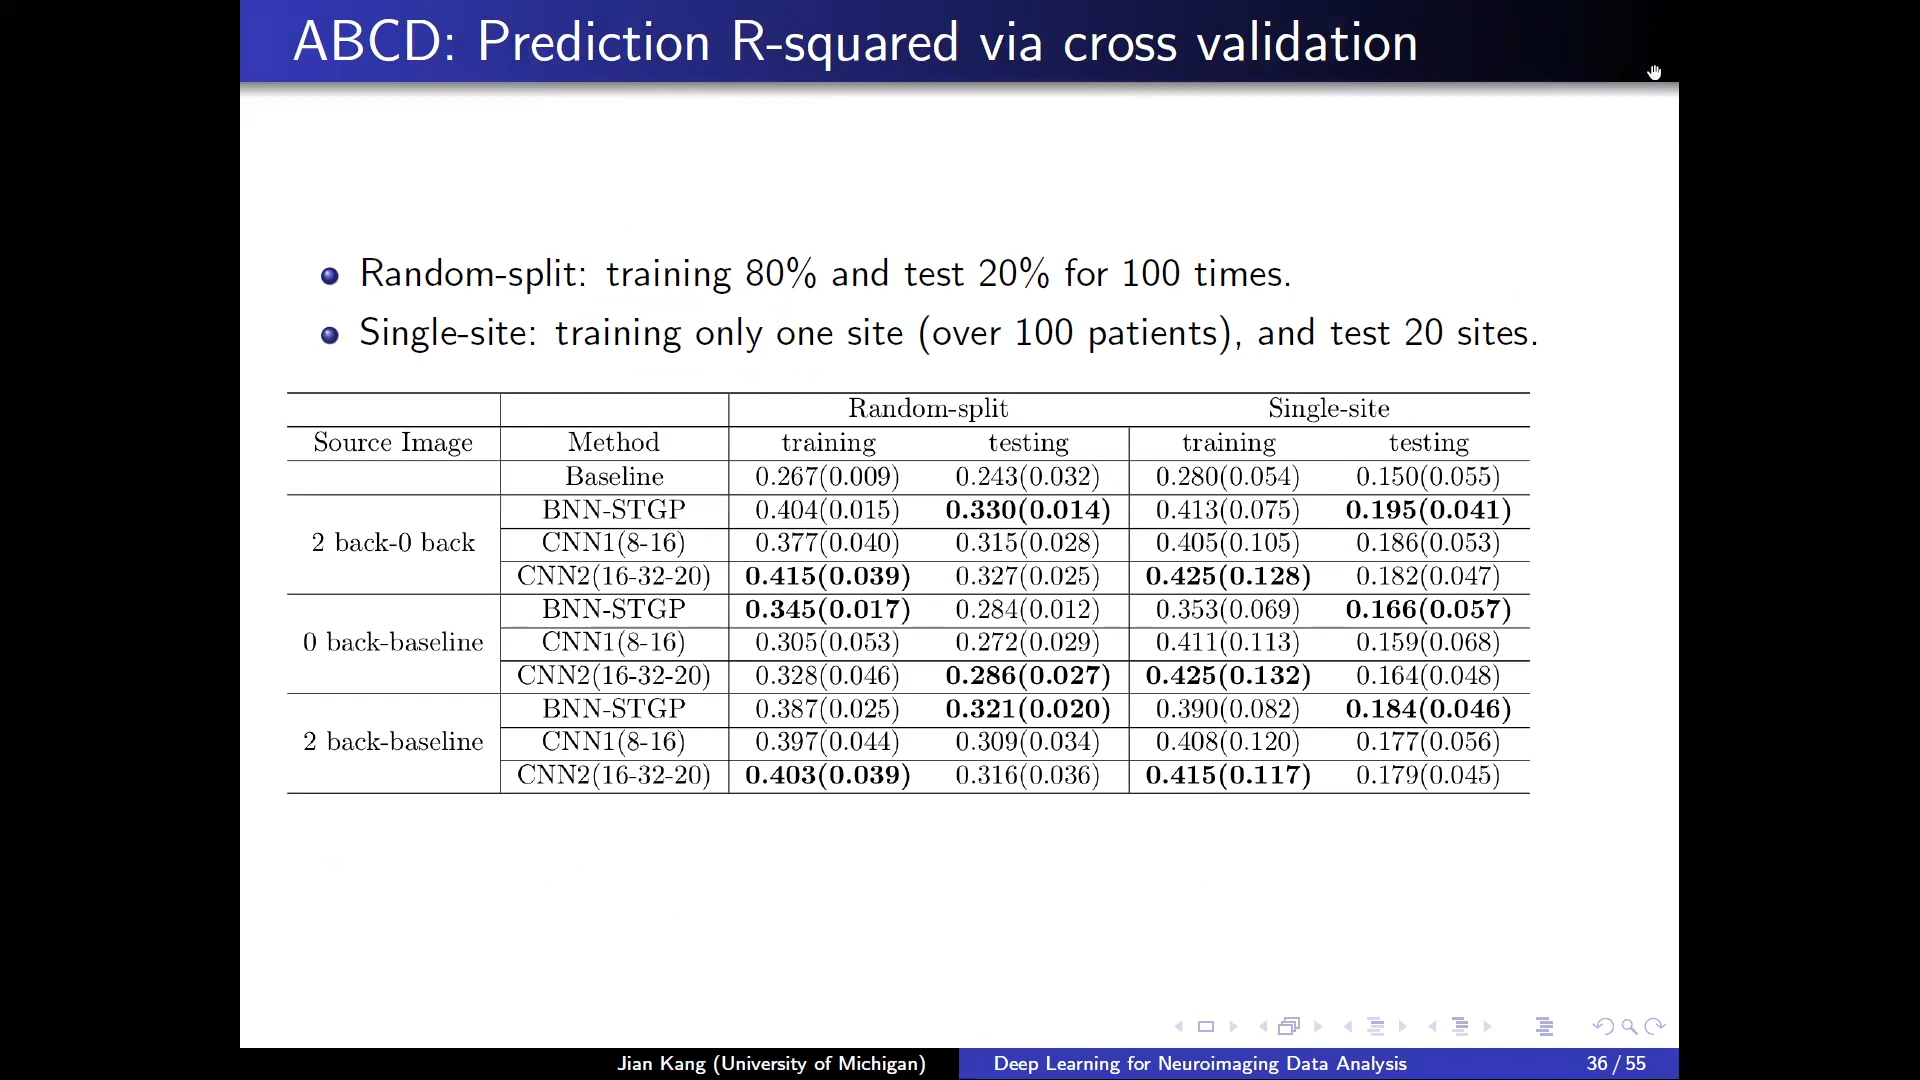 ABCD: Prediction R-squared via cross validation
Random-split: training 80% and test 20% for 100 times.
Single-site: training only one site (over 100 patients), and test 20 sites.
Random-split Single-site
Source Image Method training testing training testing
Baseline 0.267(0.009) 0.243(0.032) 0.280(0.054) 0.150(0.055)
BNN-STGP 0.404(0.015) 0.330(0.014) 0.413(0.075) 0.195(0.041)
2 back-0 back CNN1(8-16) 0.377(0.040) 0.315(0.028) 0.405(0.105) 0.186(0.053)
CNN2(16-32-20) 0.415(0.039) 0.327(0.025) 0.425(0.128) 0.182(0.047)
BNN-STGP 0.345(0.017) 0.284(0.012) 0.353(0.069) 0.166(0.057)
0 back-baseline CNN1(8-16) 0.305(0.053) 0.272(0.029) 0.411(0.113) 0.159(0.068)
CNN2(16-32-20) 0.328(0.046) 0.286(0.027) 0.425(0.132) 0.164(0.048)
BNN-STGP 0.387(0.025) 0.321(0.020) 0.390(0.082) 0.184(0.046)
2 back-baseline CNN1(8-16) 0.397(0.044) 0.309(0.034) 0.408(0.120) 0.177(0.056)
CNN2(16-32-20) 0.403(0.039) 0.316(0.036) 0.415(0.117) 0.179(0.045)
Jian Kang (University of Michigan) Deep Learning for Neuroimaging Data Analysis 36 / 55